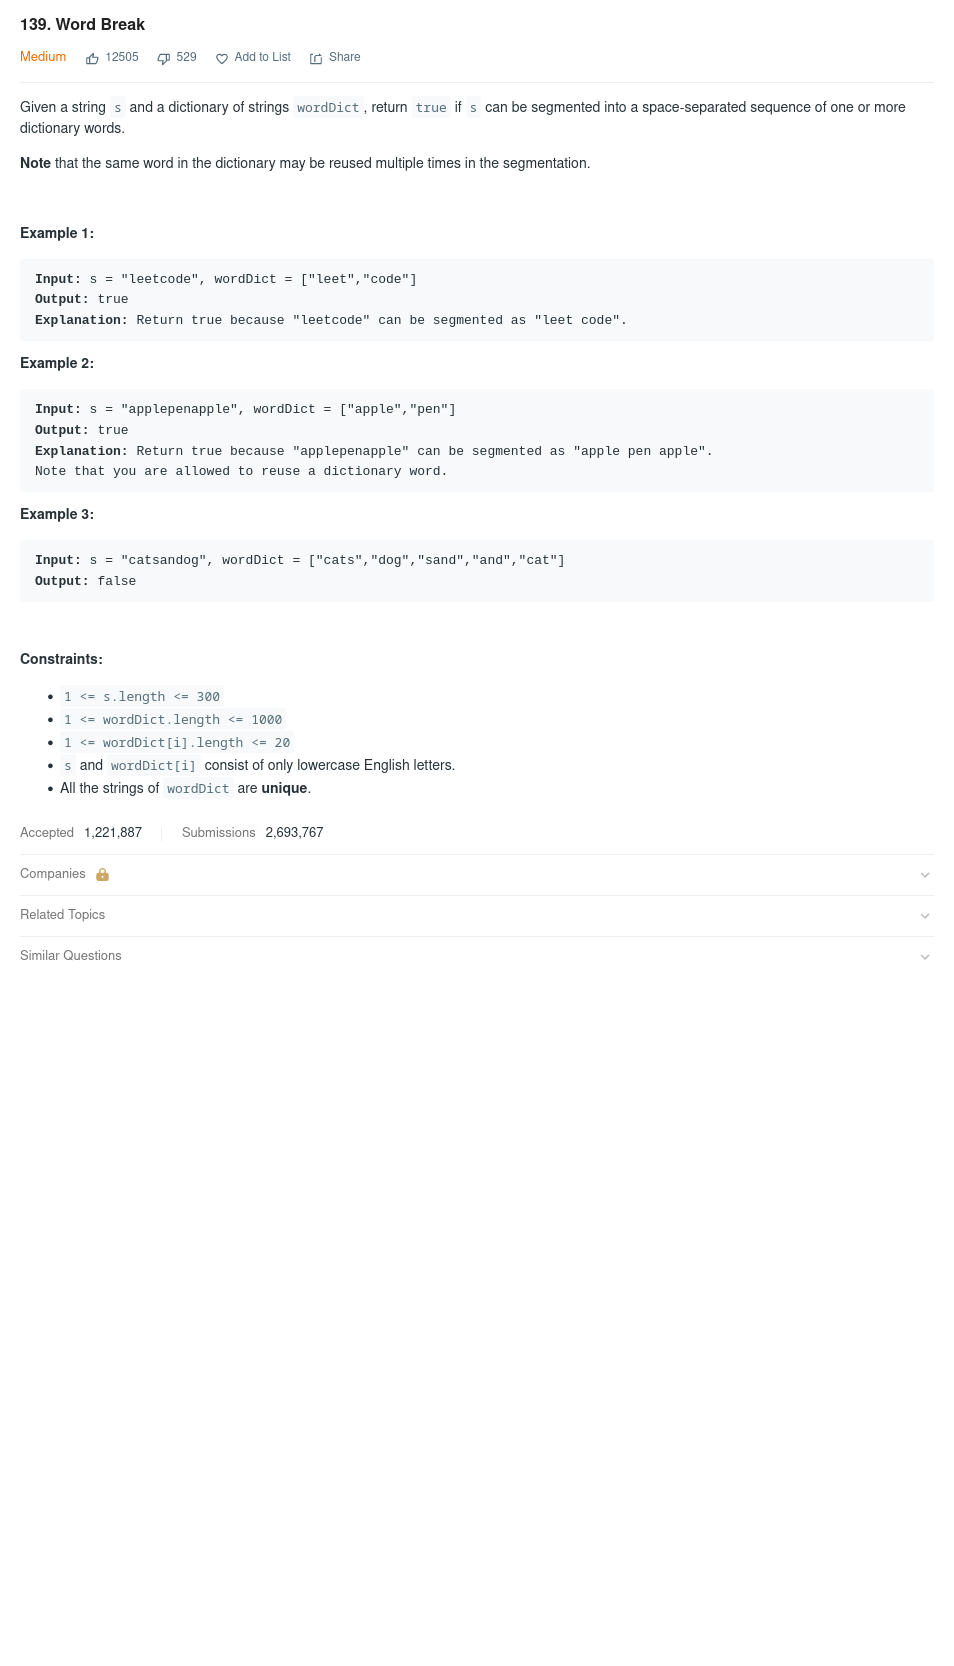 139. Word Break
Medium 12505 529 Add to List Share
Given a string s and a dictionary of strings wordDict, return true if s can be segmented into a space-separated sequence of one or more
dictionary words.
Note that the same word in the dictionary may be reused multiple times in the segmentation.
Example 1:
Input: s = "leetcode", wordDict = ["leet","code"]
Output: true
Explanation: Return true because "leetcode" can be segmented as "leet code".
Example 2:
Input: s = "applepenapple", wordDict = ["apple","pen"]
Output: true
Explanation: Return true because "applepenapple" can be segmented as "apple pen apple".
Note that you are allowed to reuse a dictionary word.
Example 3:
Input: s = "catsandog", wordDict = ["cats","dog","sand","and","cat"]
Output: false
Constraints:
• 1 <= s.length <= 300
• 1 <= wordDict.length <= 1000
• 1 <= wordDict[i].length <= 20
• s and wordDict[i] consist of only lowercase English letters.
• All the strings of wordDict are unique.
Accepted 1,221,887 Submissions 2,693,767
Companies
Related Topics
Similar Questions